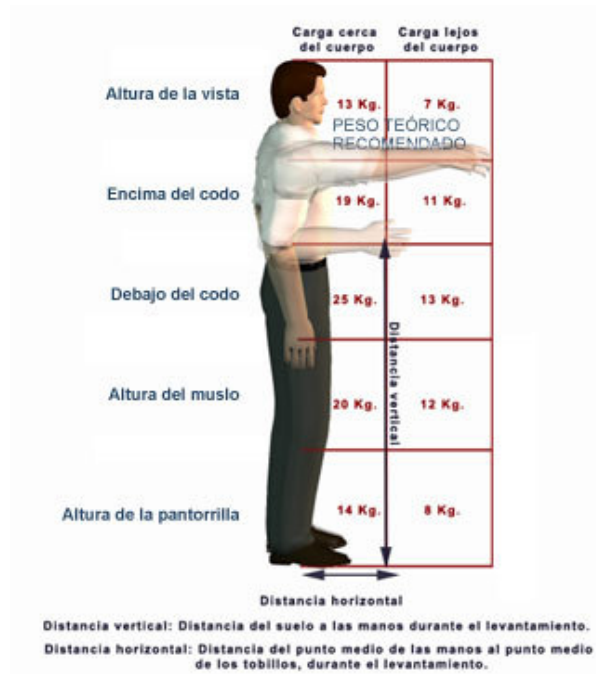 Carga cerca del cuerpo
Carga lejos del cuerpo
Altura de la vista
13 Kg.
7 Kg.
PESO TEÓRICO
RECOMENDADO
Encima del codo
19 Kg.
11 Kg.
Debajo del codo
25 Kg.
13 Kg.
Distancia vertical
Altura del muslo
20 Kg.
12 Kg.
Altura de la pantorrilla
14 Kg.
8 Kg.
Distancia horizontal
Distancia vertical: Distancia del suelo a las manos durante el levantamiento.
Distancia horizontal: Distancia del punto medio de las manos al punto medio
de los tobillos, durante el levantamiento.